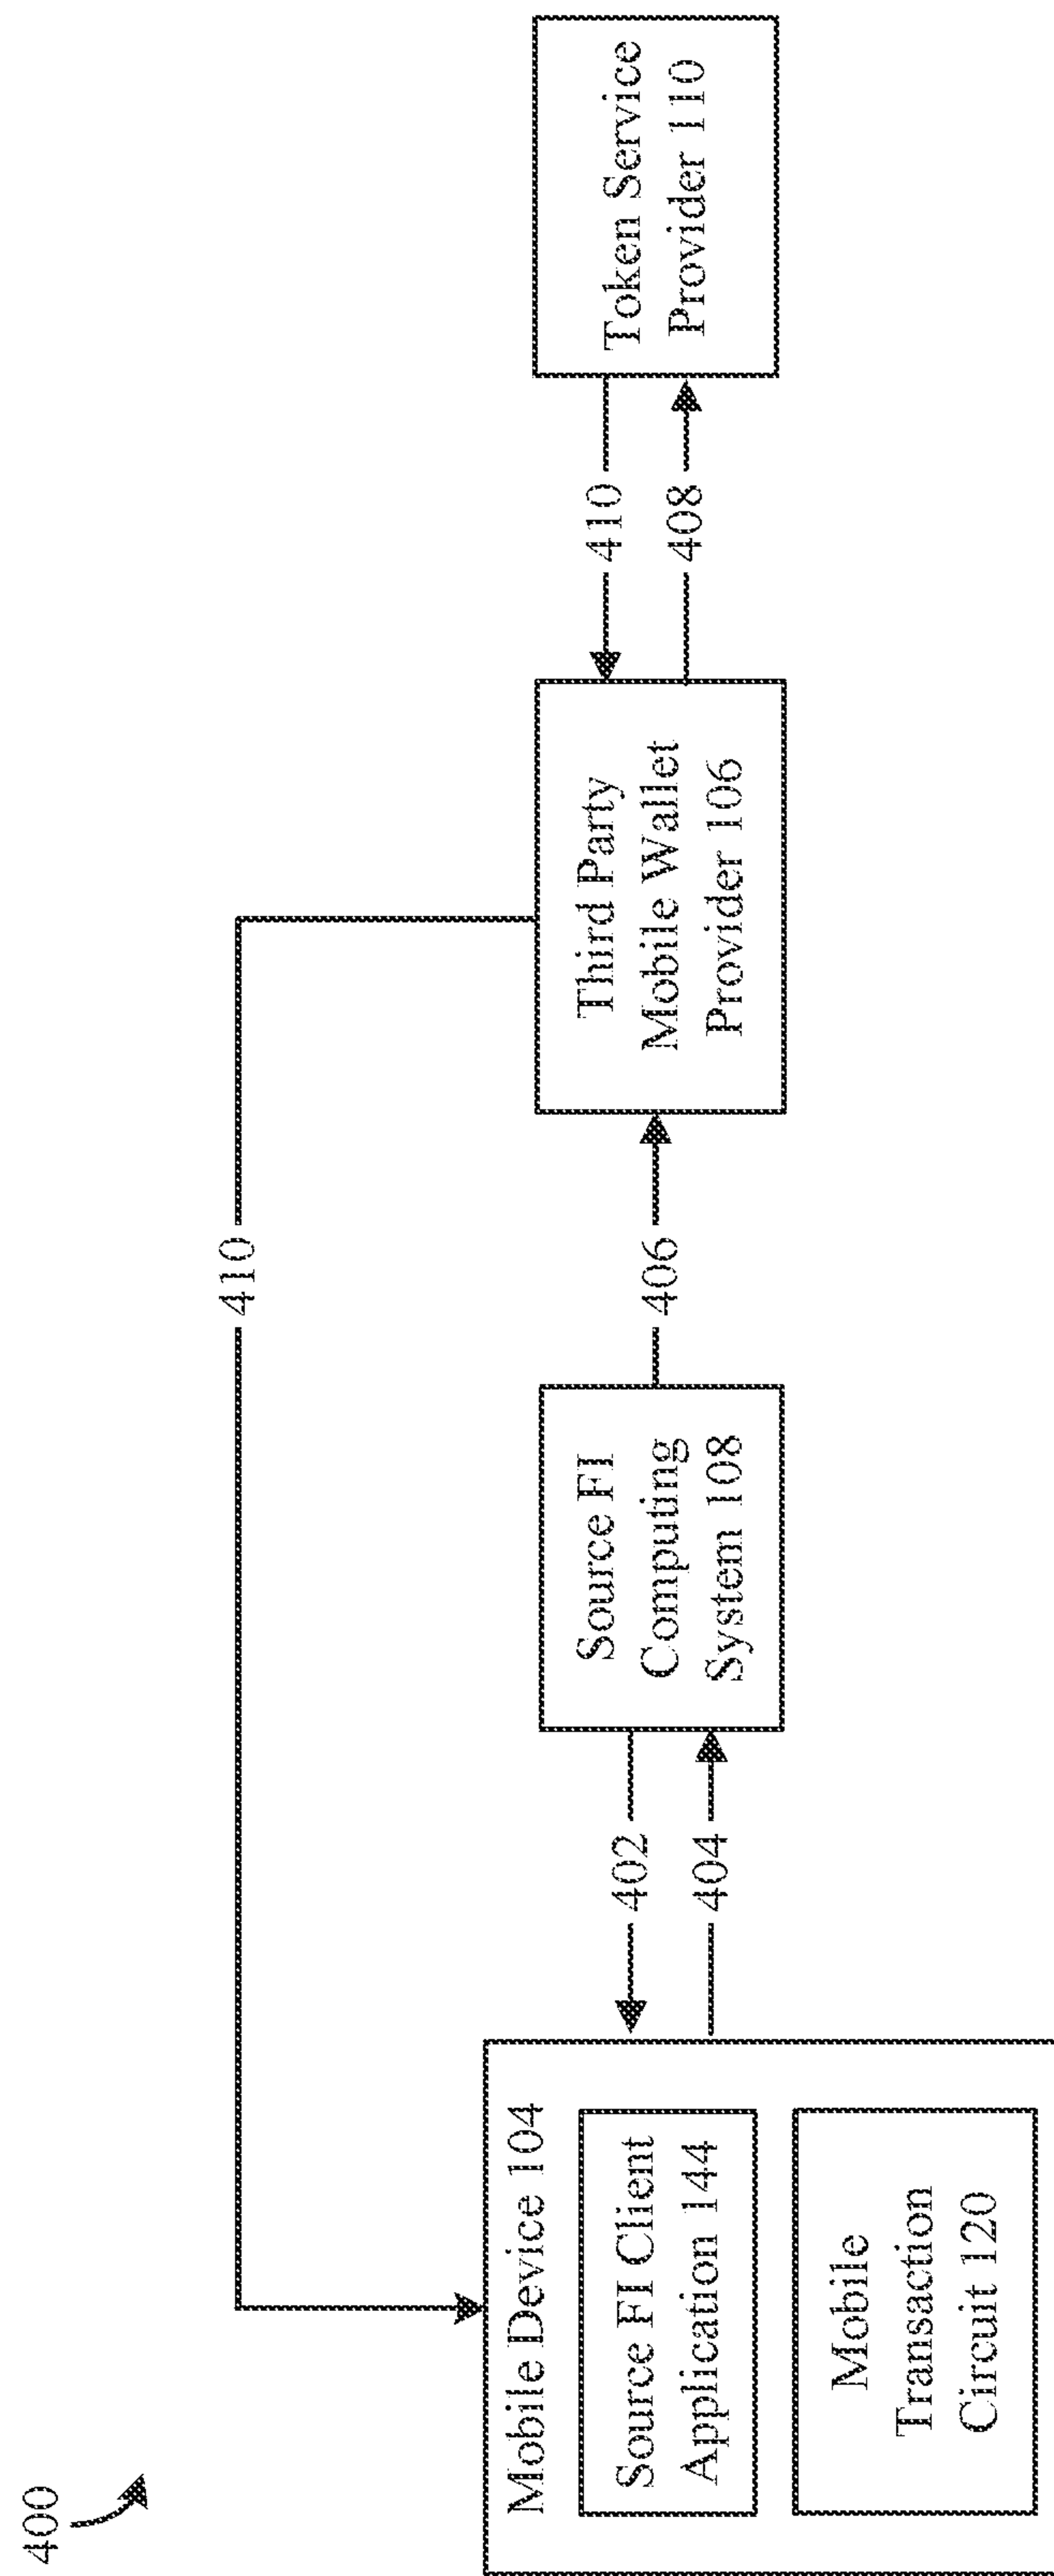 400
410
Mobile Device 104
Source FI Client
Application 144
Mobile
Transaction
Circuit 120
402
404
Source FI
Computing
System 108
406
Third Party
Mobile Wallet
Provider 106
410
408
Token Service
Provider 110